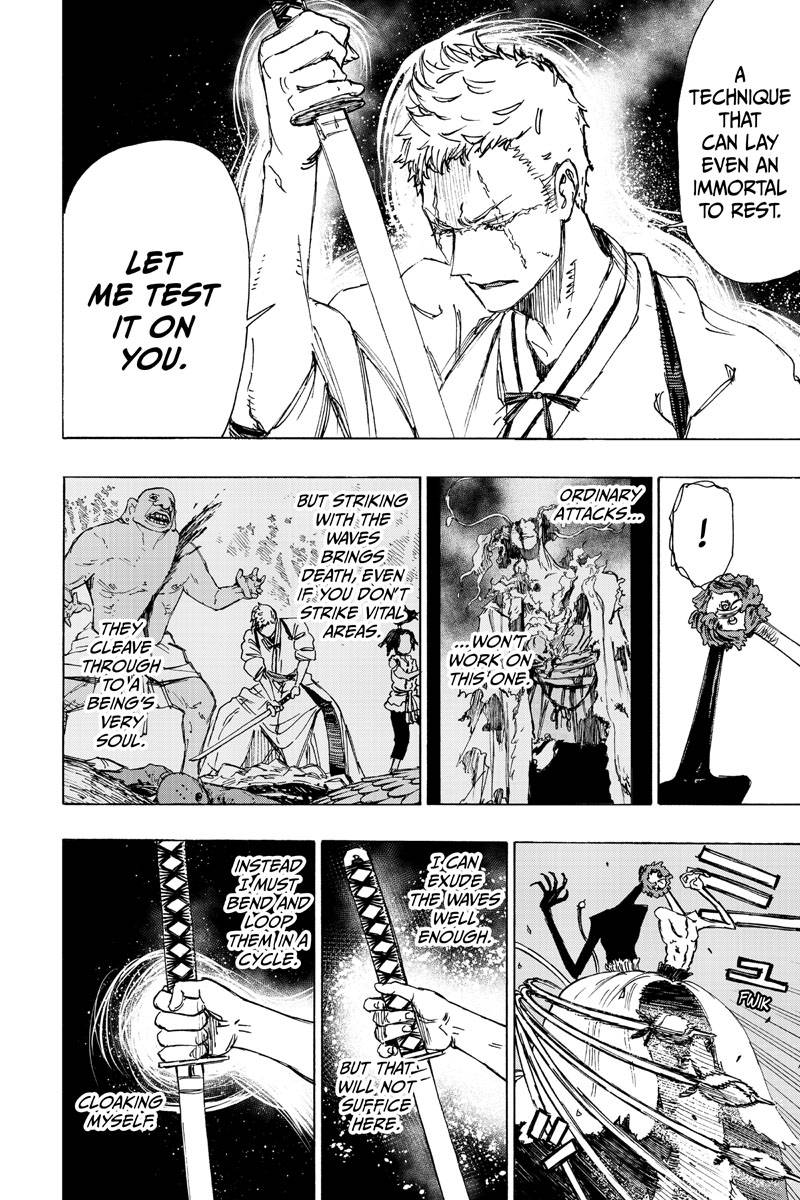 A
TECHNIQUE
THAT
CAN LAY
EVEN AN
IMMORTAL
TO REST.
LET
ME TEST
IT ON
YOU.
!
ORDINARY
ATTACKS...
...WON'T
WORK ON
THIS ONE.
BUT STRIKING
WITH THE
WAVES
BRINGS
DEATH, EVEN
IF YOU DON'T
STRIKE VITAL
AREAS.
THEY
CLEAVE
THROUGH
TO A
BEING'S
VERY
SOUL.
FWIK
I CAN
EXUDE
THE WAVES
WELL
ENOUGH.
BUT THAT
WILL NOT
SUFFICE
HERE.
INSTEAD
I MUST
BEND AND
LOOP
THEM IN A
CYCLE.
CLOAKING
MYSELF.